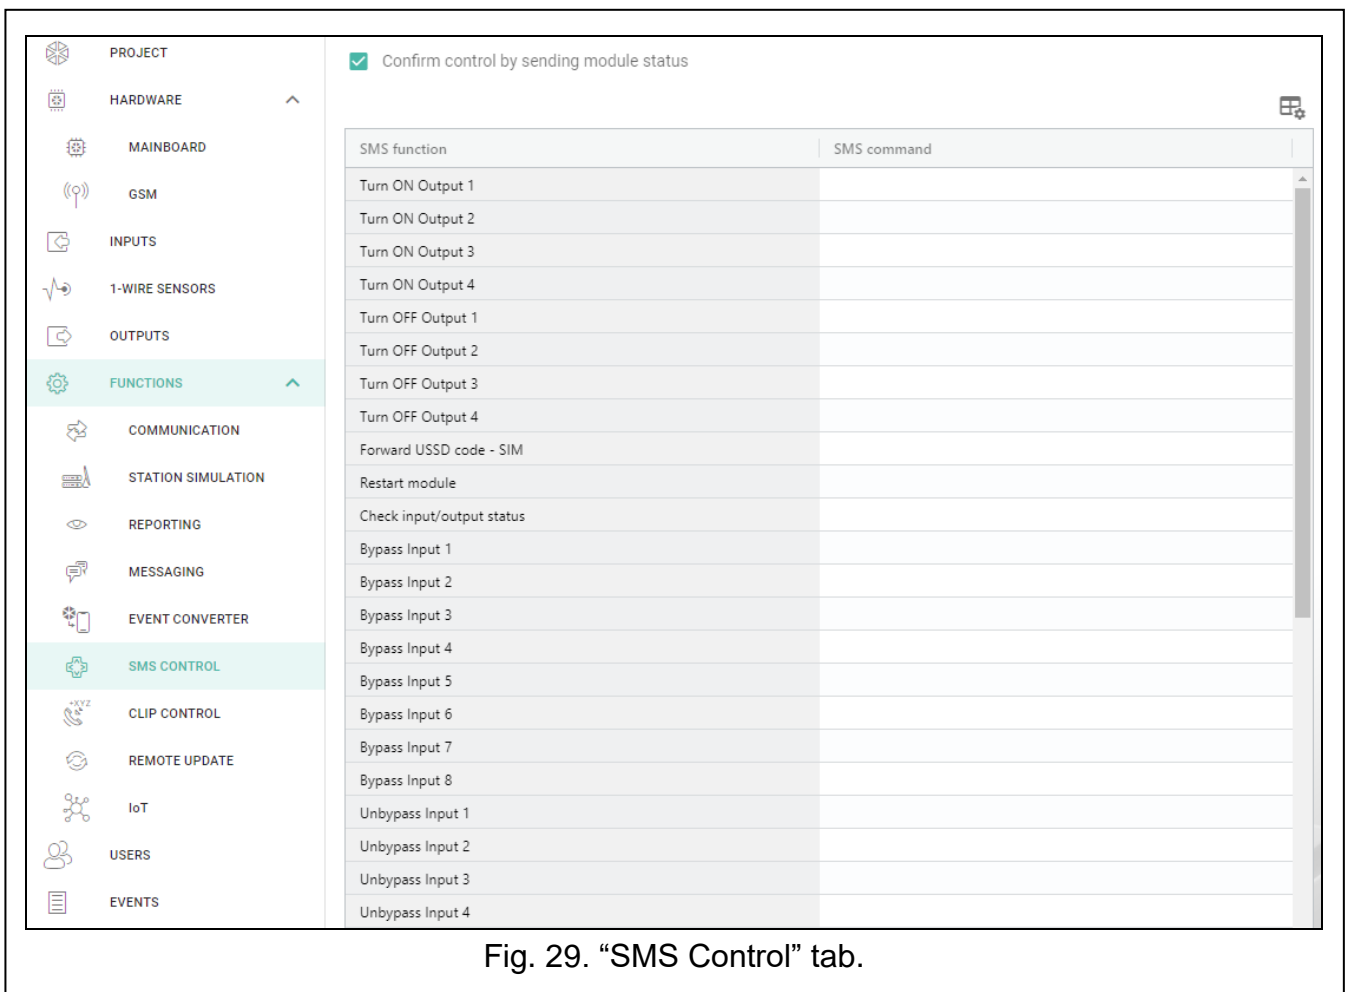 PROJECT
HARDWARE
MAINBOARD
GSM
INPUTS
1-WIRE SENSORS
OUTPUTS
FUNCTIONS
COMMUNICATION
STATION SIMULATION
REPORTING
MESSAGING
EVENT CONVERTER
SMS CONTROL
+XYZ
CLIP CONTROL
REMOTE UPDATE
IoT
USERS
EVENTS
Confirm control by sending module status
SMS function SMS command
Turn ON Output 1
Turn ON Output 2
Turn ON Output 3
Turn ON Output 4
Turn OFF Output 1
Turn OFF Output 2
Turn OFF Output 3
Turn OFF Output 4
Forward USSD code - SIM
Restart module
Check input/output status
Bypass Input 1
Bypass Input 2
Bypass Input 3
Bypass Input 4
Bypass Input 5
Bypass Input 6
Bypass Input 7
Bypass Input 8
Unbypass Input 1
Unbypass Input 2
Unbypass Input 3
Unbypass Input 4
Fig. 29. “SMS Control” tab.